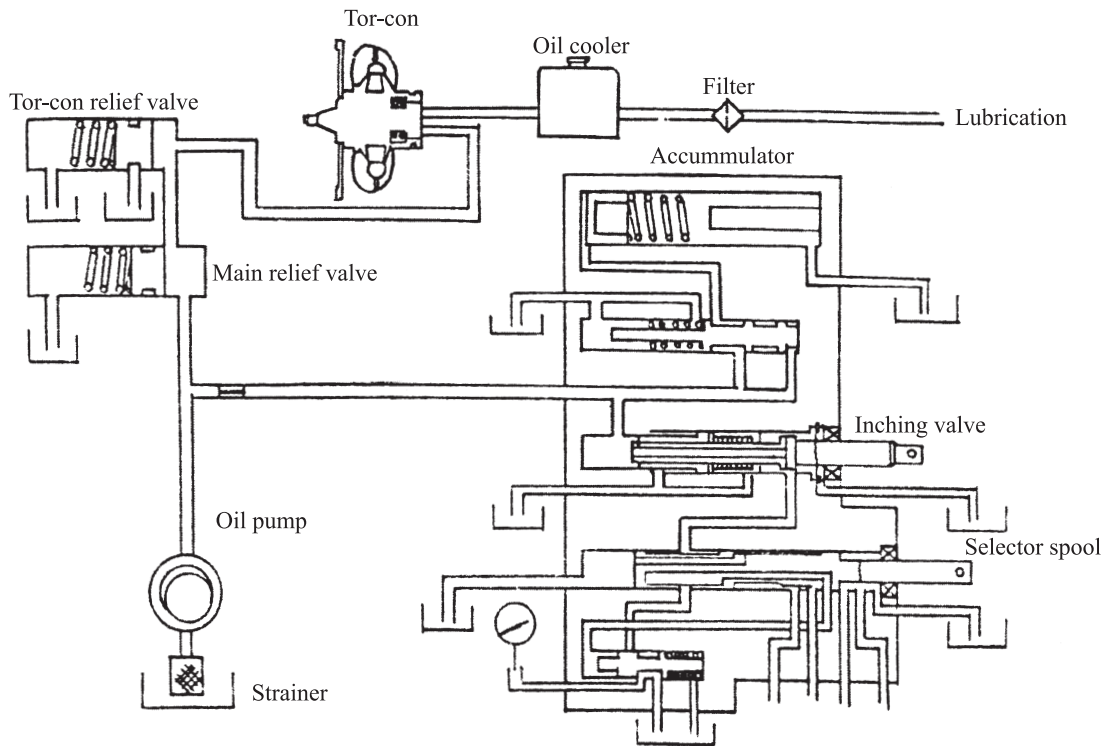 Tor-con
Oil cooler
Tor-con relief valve
Filter
Lubrication
Accummulator
Main relief valve
Inching valve
Oil pump
Selector spool
Strainer